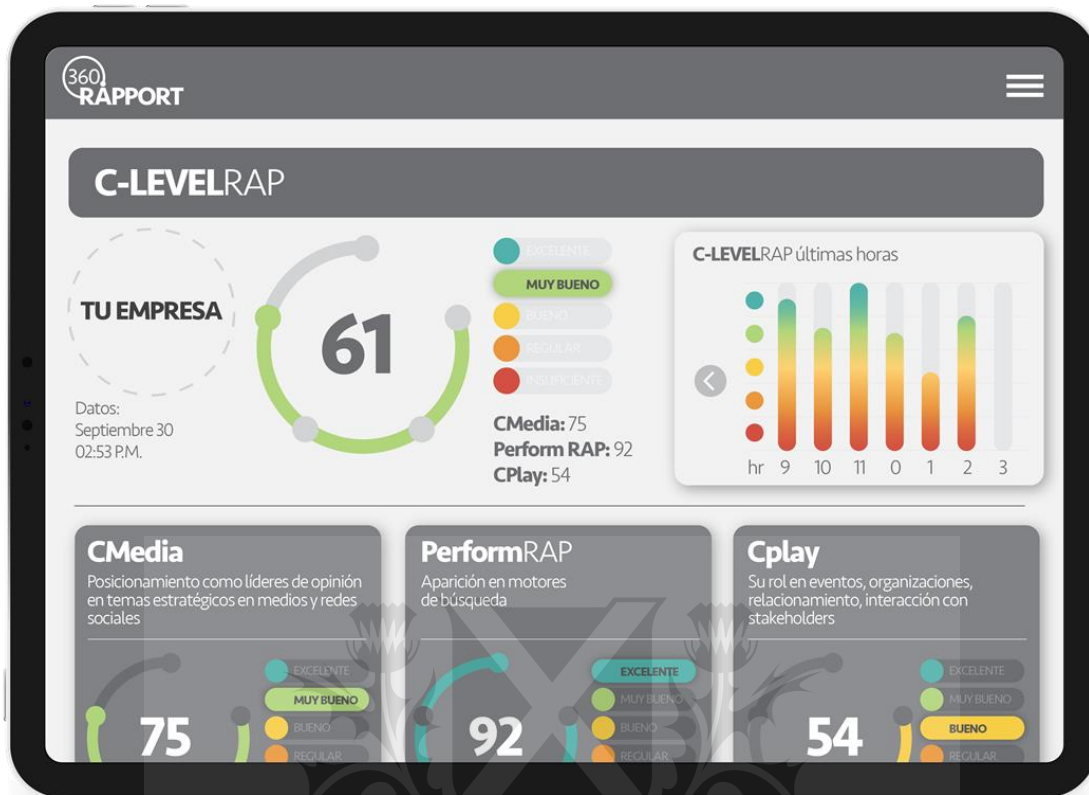 360
RAPPORT
C-LEVELRAP
TU EMPRESA
Datos:
Septiembre 30
02:53 P.M.
61
EXCELENTE
MUY BUENO
BUENO
REGULAR
INSUFICIENTE
CMedia: 75
Perform RAP: 92
CPlay: 54
C-LEVELRAP últimas horas
hr 9 10 11 0 1 2 3
CMedia
Posicionamiento como líderes de opinión
en temas estratégicos en medios y redes
sociales
75
EXCELENTE
MUY BUENO
BUENO
REGULAR
PerformRAP
Aparición en motores
de búsqueda
92
EXCELENTE
MUY BUENO
BUENO
REGULAR
Cplay
Su rol en eventos, organizaciones,
relacionamiento, interacción con
stakeholders
54
EXCELENTE
MUY BUENO
BUENO
REGULAR